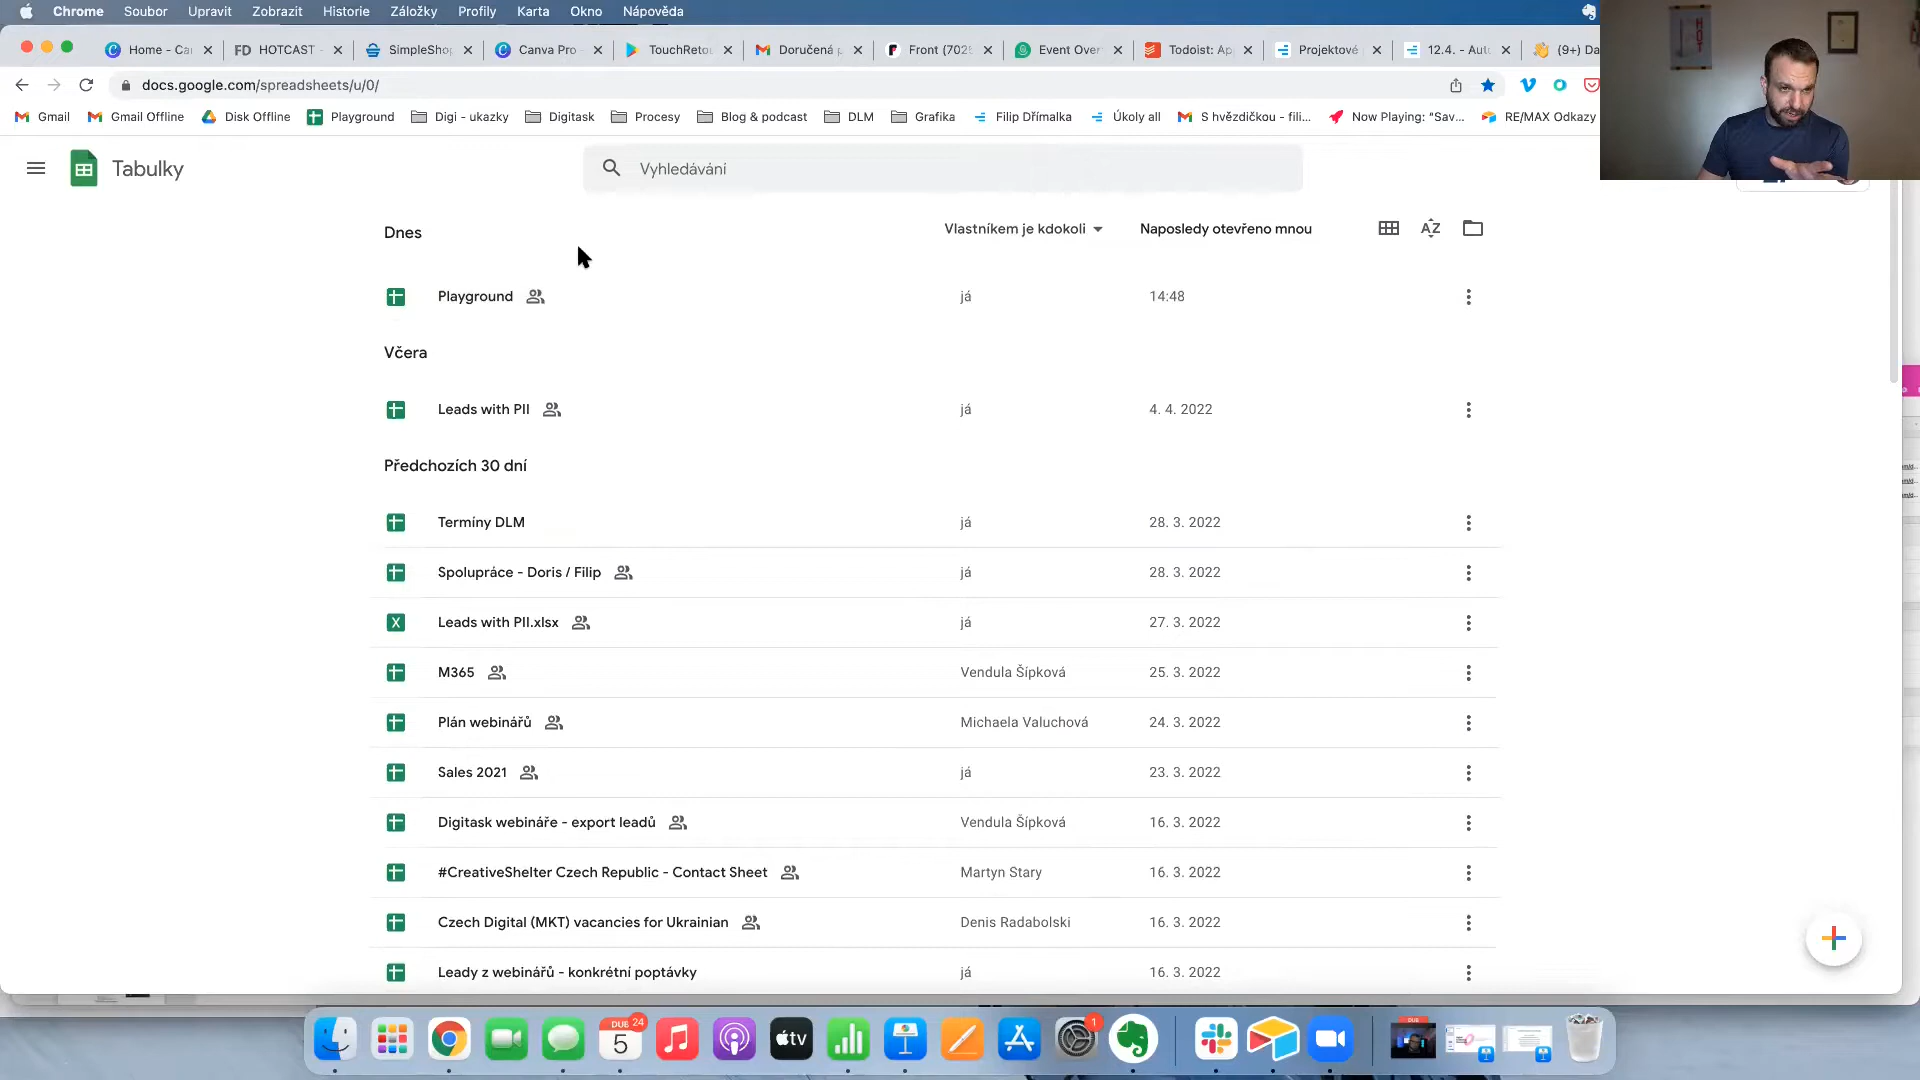 Chrome Soubor Upravit Zobrazit Historie Záložky Profily Karta Okno Nápověda
Home - Ca FD HOTCAST - SimpleSho Canva Pro - TouchReto Doručená p Front (702 Event Over Todoist: Ap Projektové 12.4. - Aut (9+) Da
docs.google.com/spreadsheets/u/0/
Gmail Gmail Offline Disk Offline Playground Digi - ukazky Digitask Procesy Blog & podcast DLM Grafika Filip Dřímalka Úkoly all S hvězdičkou - fili... Now Playing: “Sav... RE/MAX Odkazy
Tabulky Vyhledávání
Dnes Vlastníkem je kdokoli Naposledy otevřeno mnou AZ
Playground já 14:48
Včera
Leads with PII já 4. 4. 2022
Předchozích 30 dní
Termíny DLM já 28. 3. 2022
Spolupráce - Doris / Filip já 28. 3. 2022
X Leads with PII.xlsx já 27. 3. 2022
M365 Vendula Šípková 25. 3. 2022
Plán webinářů Michaela Valuchová 24. 3. 2022
Sales 2021 já 23. 3. 2022
Digitask webináře - export leadů Vendula Šípková 16. 3. 2022
#CreativeShelter Czech Republic - Contact Sheet Martyn Stary 16. 3. 2022
Czech Digital (MKT) vacancies for Ukrainian Denis Radabolski 16. 3. 2022
Leady z webinářů - konkrétní poptávky já 16. 3. 2022
DUB 24 5 tv 1